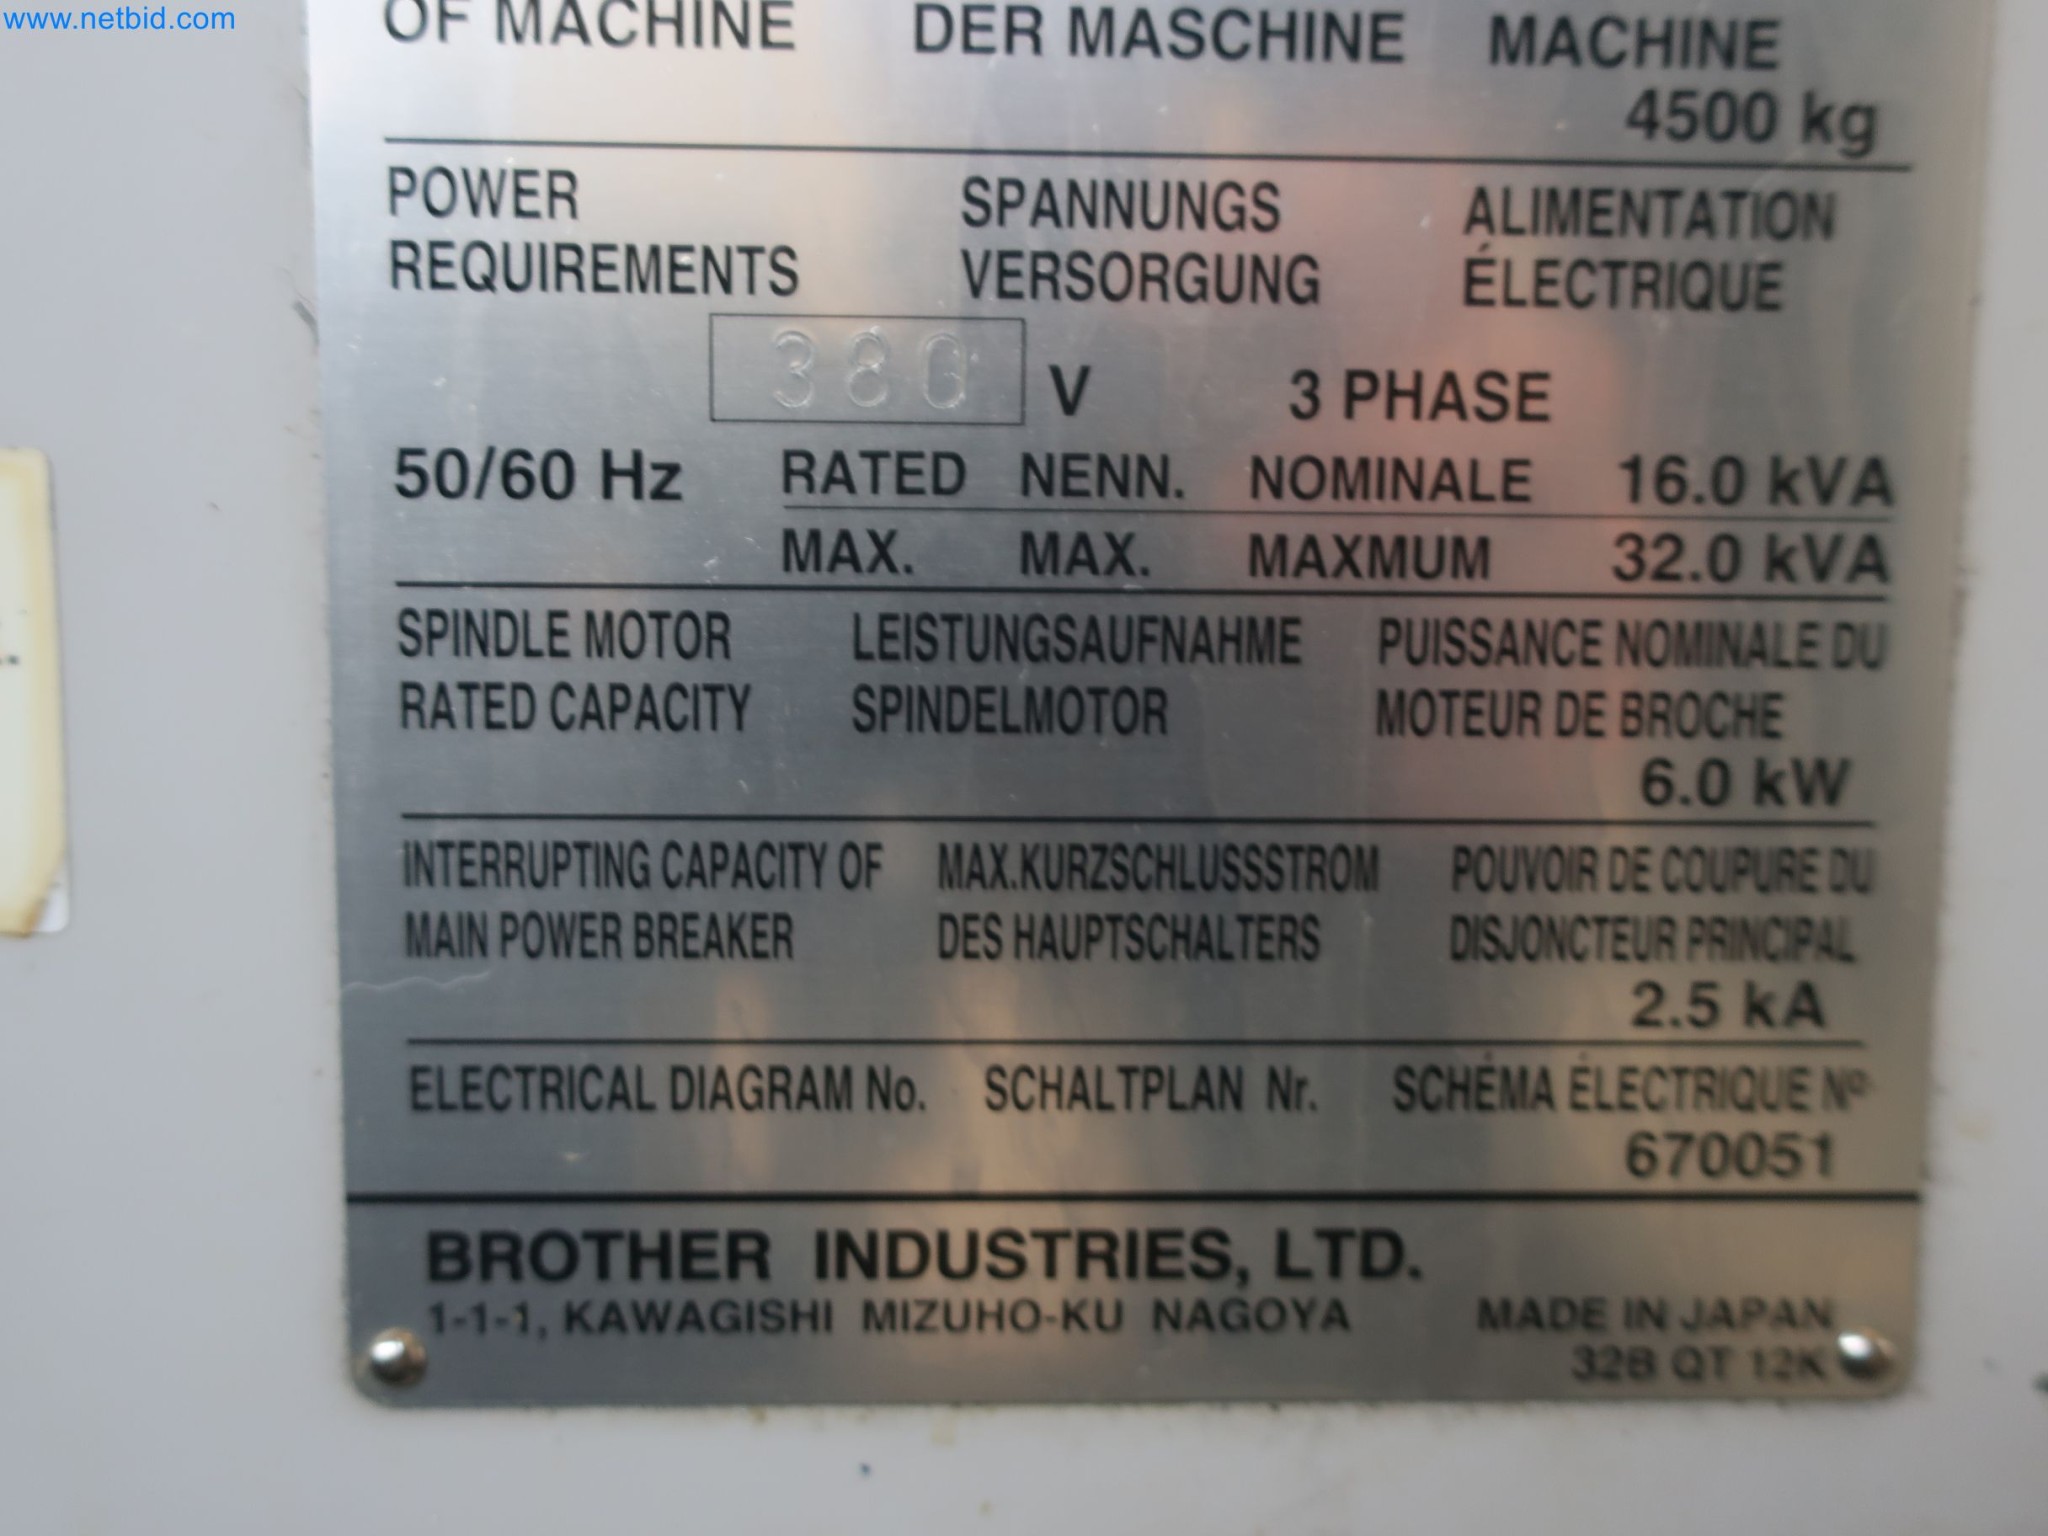 www.netbid.com
OF MACHINE DER MASCHINE MACHINE
4500 kg
POWER SPANNUNGS ALIMENTATION
REQUIREMENTS VERSORGUNG ÉLECTRIQUE
380 V 3 PHASE
50/60 Hz RATED NENN. NOMINALE 16.0 kVA
MAX. MAX. MAXMUM 32.0 kVA
SPINDLE MOTOR LEISTUNGSAUFNAHME PUISSANCE NOMINALE DU
RATED CAPACITY SPINDELMOTOR MOTEUR DE BROCHE
6.0 kW
INTERRUPTING CAPACITY OF MAX.KURZSCHLUSSSTROM POUVOIR DE COUPURE DU
MAIN POWER BREAKER DES HAUPTSCHALTERS DISJONCTEUR PRINCIPAL
2.5 kA
ELECTRICAL DIAGRAM No. SCHALTPLAN Nr. SCHÉMA ÉLECTRIQUE Nº
670051
BROTHER INDUSTRIES, LTD.
1-1-1, KAWAGISHI MIZUHO-KU NAGOYA MADE IN JAPAN
32B QT 12K